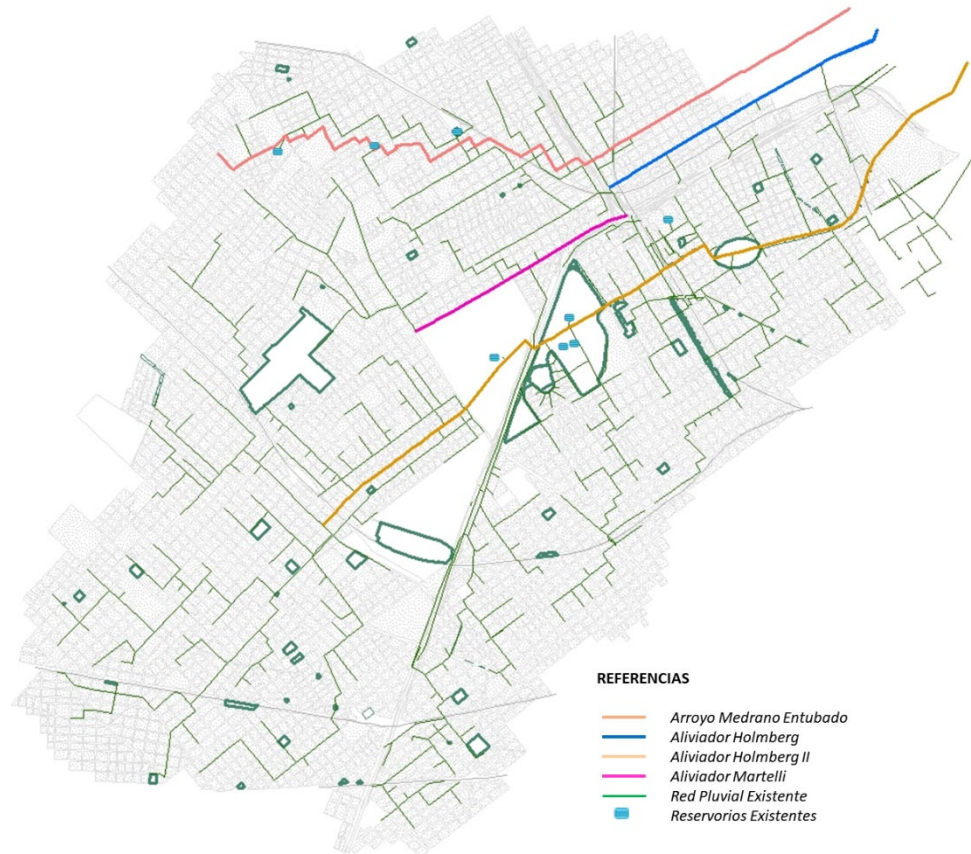 REFERENCIAS
Arroyo Medrano Entubado
Aliviador Holmberg
Aliviador Holmberg II
Aliviador Martelli
Red Pluvial Existente
Reservorios Existentes